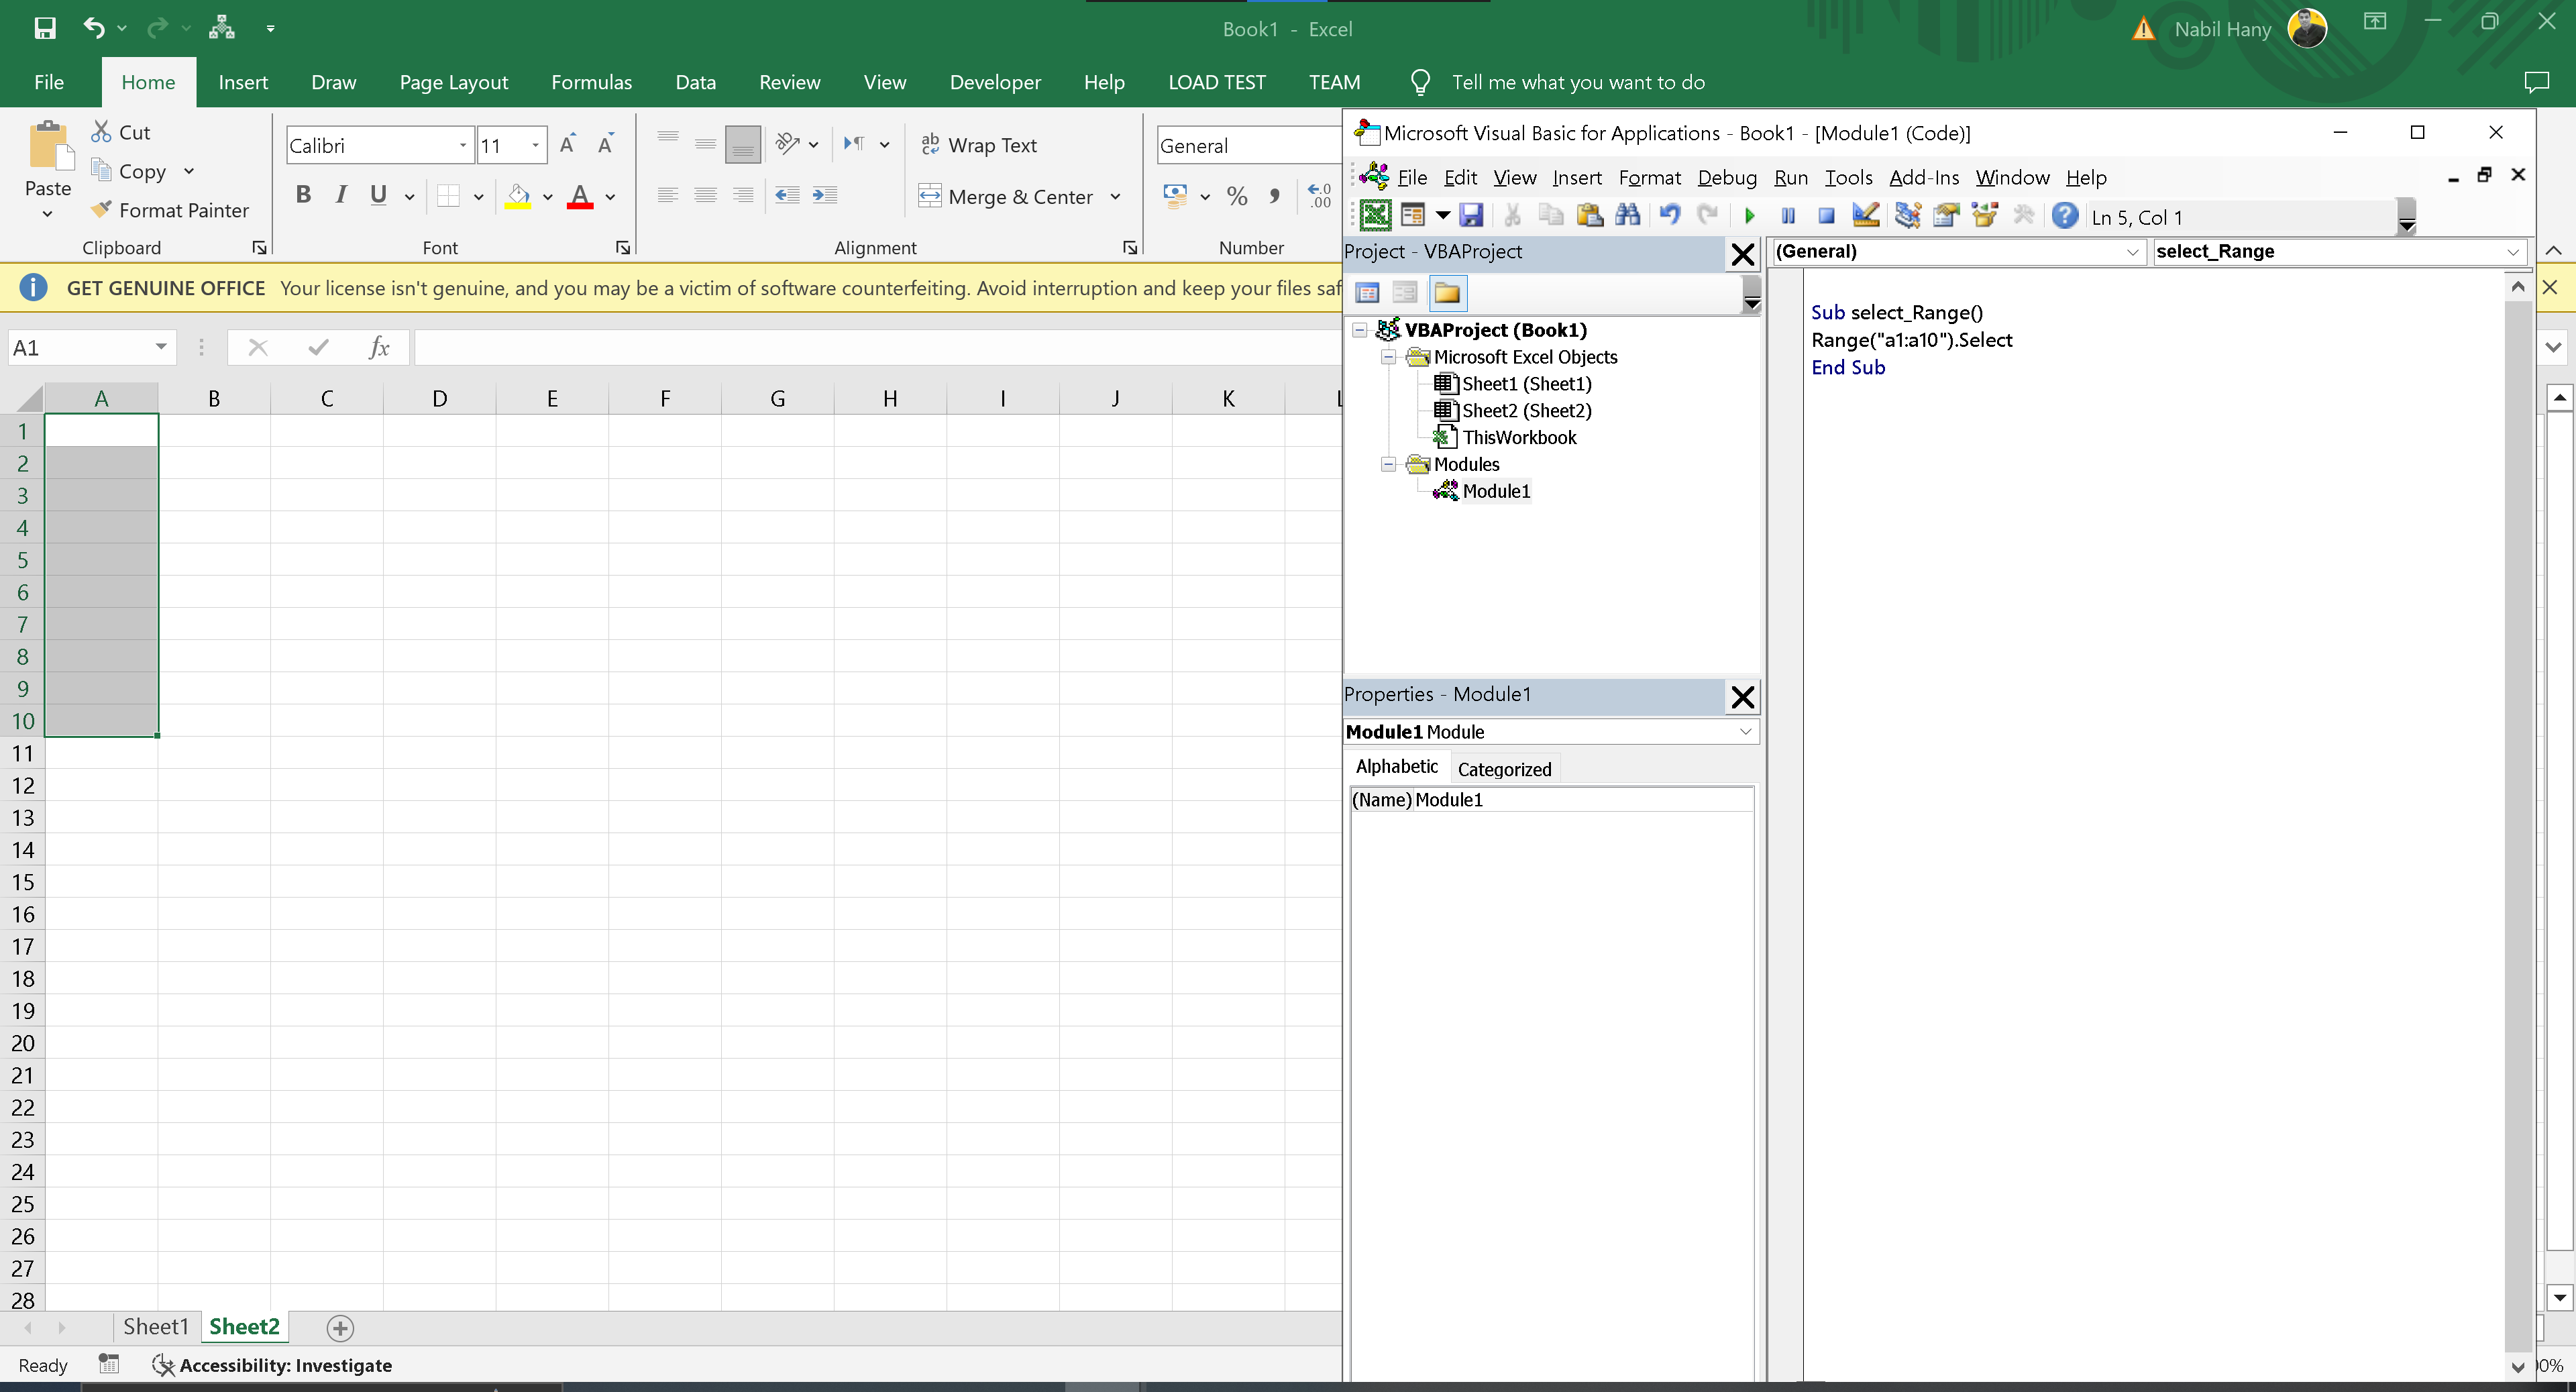 Book1 - Excel
Nabil Hany
File Home Insert Draw Page Layout Formulas Data Review View Developer Help LOAD TEST TEAM Tell me what you want to do
Paste
Cut
Copy
Format Painter
Clipboard
Calibri 11
B I U A
Font
Wrap Text
Merge & Center
Alignment
General
% 
Number
GET GENUINE OFFICE Your license isn't genuine, and you may be a victim of software counterfeiting. Avoid interruption and keep your files saf
A1 fx
A B C D E F G H I J K L
1
2
3
4
5
6
7
8
9
10
11
12
13
14
15
16
17
18
19
20
21
22
23
24
25
26
27
28
Sheet1 Sheet2
Ready Accessibility: Investigate
Microsoft Visual Basic for Applications - Book1 - [Module1 (Code)]
File Edit View Insert Format Debug Run Tools Add-Ins Window Help
Ln 5, Col 1
Project - VBAProject
VBAProject (Book1)
Microsoft Excel Objects
Sheet1 (Sheet1)
Sheet2 (Sheet2)
ThisWorkbook
Modules
Module1
Properties - Module1
Module1 Module
Alphabetic Categorized
(Name) Module1
(General) select_Range
Sub select_Range()
Range("a1:a10").Select
End Sub